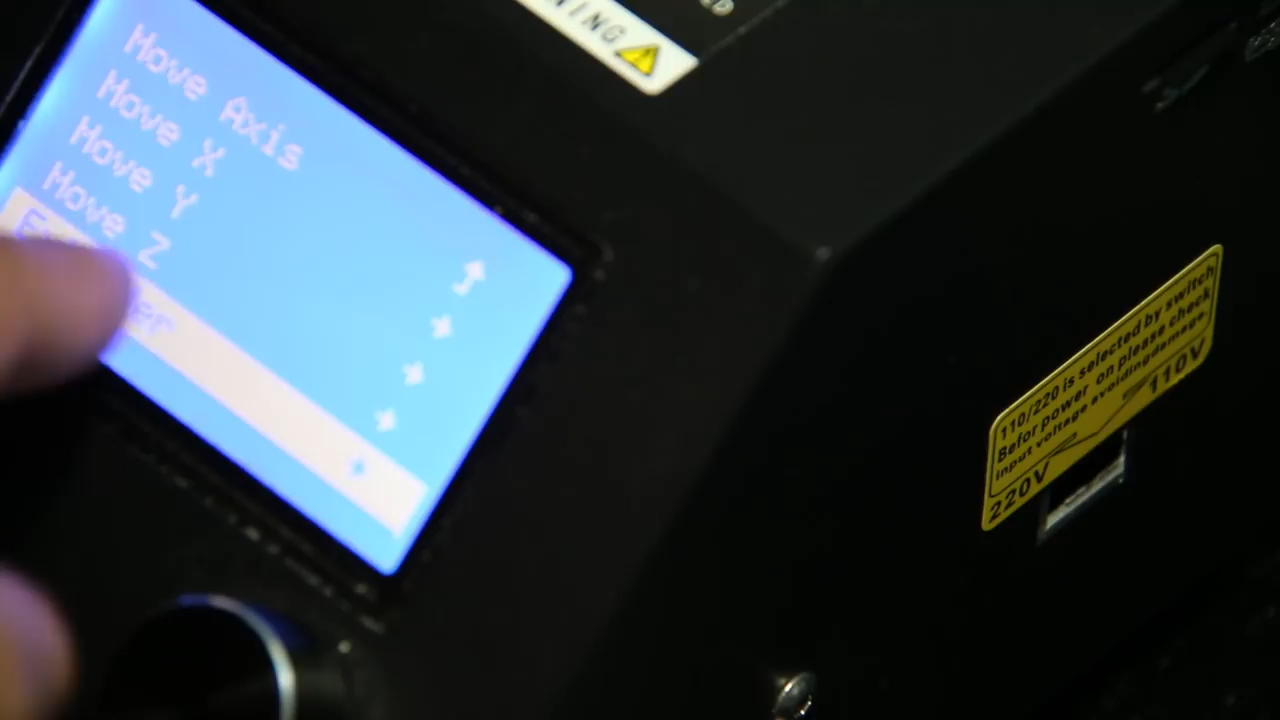 Move Axis
Move X
Move Y
Move Z
NING
110/220 is selected by switch
Befor power on please check
input voltage avoidingdamage.
220V 110V